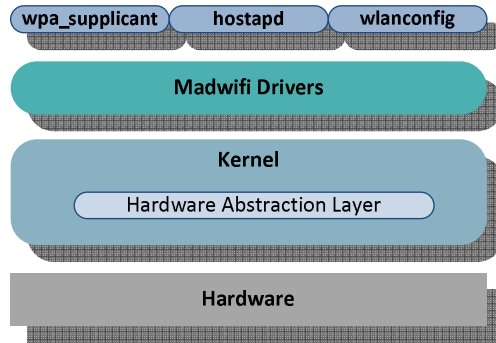 wpa_supplicant hostapd wlanconfig
Madwifi Drivers
Kernel
Hardware Abstraction Layer
Hardware